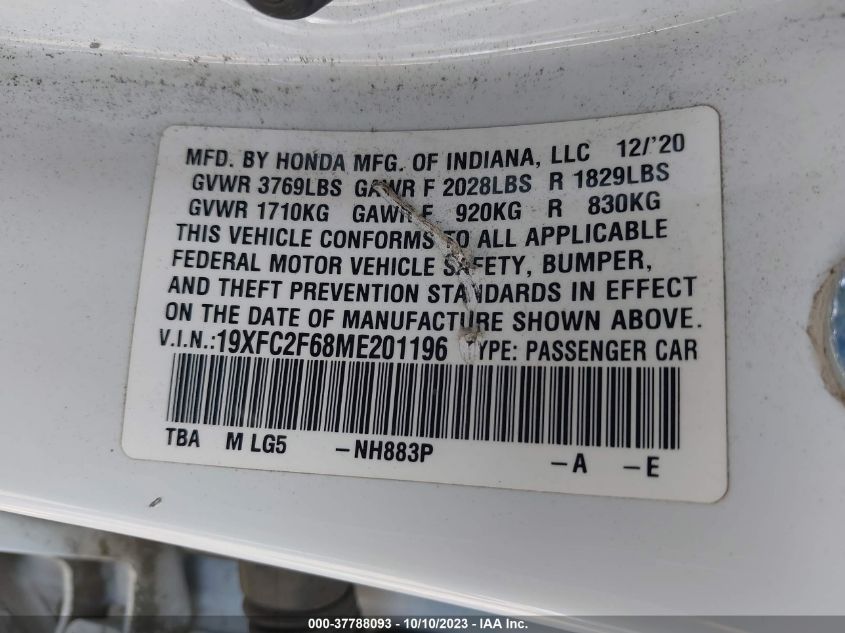 MFD. BY HONDA MFG. OF INDIANA, LLC 12/'20
GVWR 3769LBS GAWR F 2028LBS R 1829LBS
GVWR 1710KG GAWR F 920KG R 830KG
THIS VEHICLE CONFORMS TO ALL APPLICABLE
FEDERAL MOTOR VEHICLE SAFETY, BUMPER,
AND THEFT PREVENTION STANDARDS IN EFFECT
ON THE DATE OF MANUFACTURE SHOWN ABOVE.
V.I.N.:19XFC2F68ME201196 TYPE: PASSENGER CAR
TBA M LG5 -NH883P -A -E
000-37788093 - 10/10/2023 - IAAI Inc.